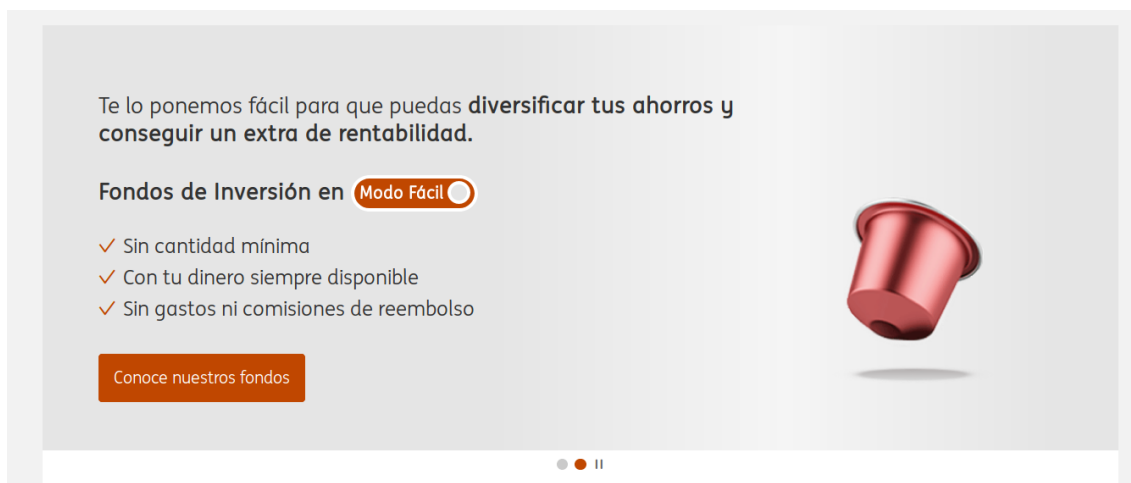 Te lo ponemos fácil para que puedas diversificar tus ahorros y
conseguir un extra de rentabilidad.
Fondos de Inversión en Modo Fácil
Sin cantidad mínima
Con tu dinero siempre disponible
Sin gastos ni comisiones de reembolso
Conoce nuestros fondos